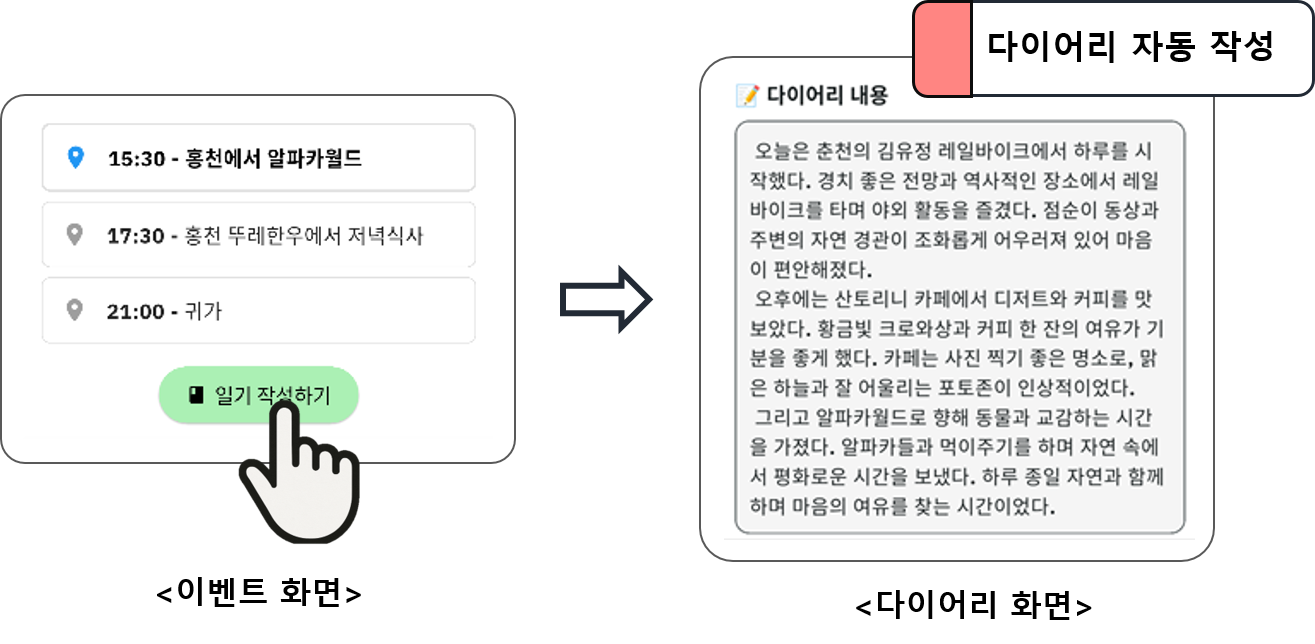 다이어리 자동 작성
15:30 - 홍천에서 알파카월드
17:30 - 홍천 뚜레한우에서 저녁식사
21:00 - 귀가
일기 작성하기
<이벤트 화면>
다이어리 내용
오늘은 춘천의 김유정 레일바이크에서 하루를 시
작했다. 경치 좋은 전망과 역사적인 장소에서 레일
바이크를 타며 야외 활동을 즐겼다. 점순이 동상과
주변의 자연 경관이 조화롭게 어우러져 있어 마음
이 편안해졌다.
오후에는 산토리니 카페에서 디저트와 커피를 맛
보았다. 황금빛 크로와상과 커피 한 잔의 여유가 기
분을 좋게 했다. 카페는 사진 찍기 좋은 명소로, 맑
은 하늘과 잘 어울리는 포토존이 인상적이었다.
그리고 알파카월드로 향해 동물과 교감하는 시간
을 가졌다. 알파카들과 먹이주기를 하며 자연 속에
서 평화로운 시간을 보냈다. 하루 종일 자연과 함께
하며 마음의 여유를 찾는 시간이었다.
<다이어리 화면>